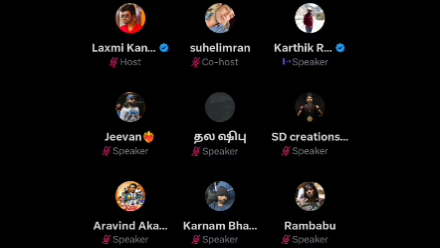 Laxmi Kan... suhelimran Karthik R...
Host Co-host Speaker
Jeevan❤️‍🔥 தல ஷிபு SD creations...
Speaker Speaker Speaker
Aravind Aka... Karnam Bha... Rambabu
Speaker Speaker Speaker